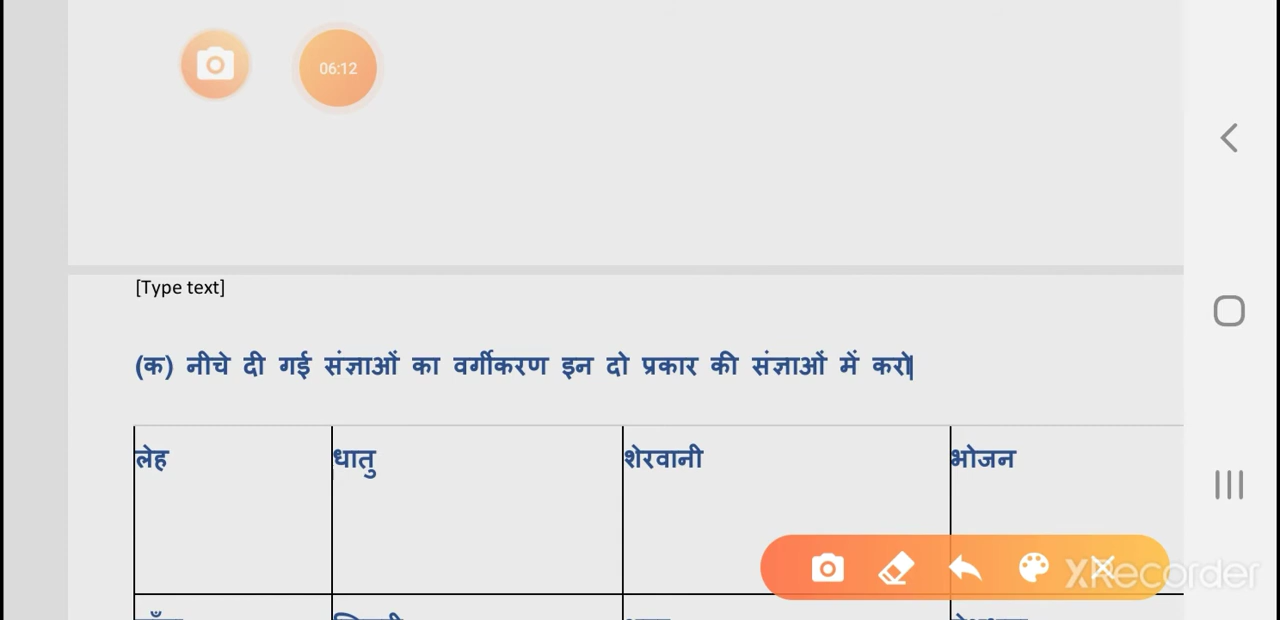 06:12
[Type text]
(क) नीचे दी गई संज्ञाओं का वर्गीकरण इन दो प्रकार की संज्ञाओं में करो|
लेह धातु शेरवानी भोजन
XRecorder